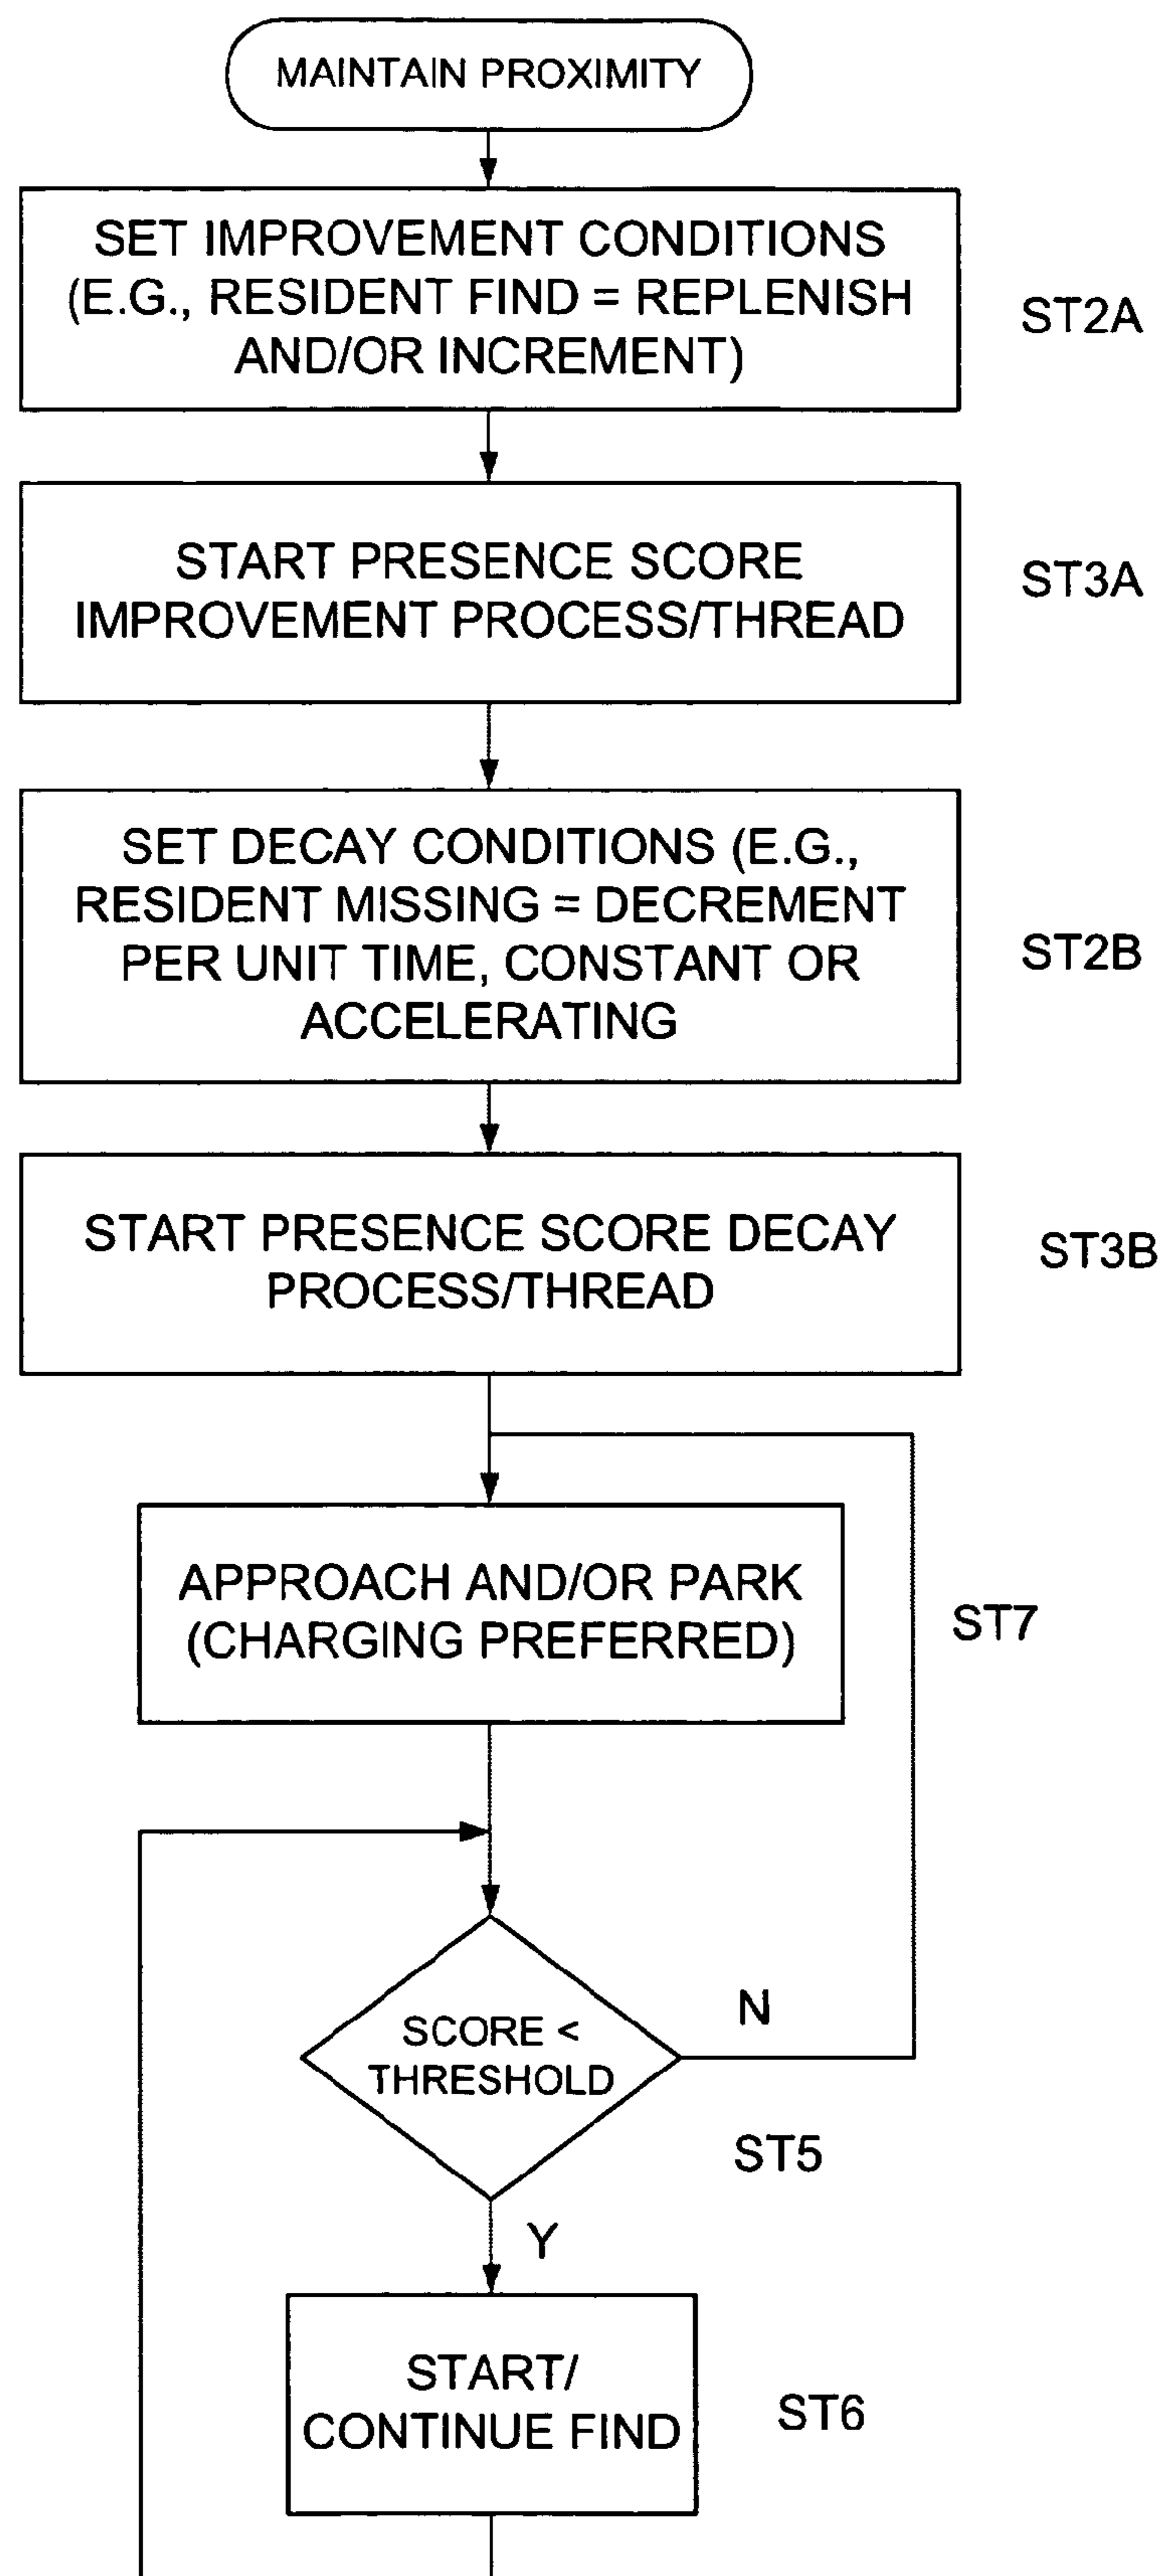 MAINTAIN PROXIMITY
SET IMPROVEMENT CONDITIONS
(E.G., RESIDENT FIND = REPLENISH
AND/OR INCREMENT)
ST2A
START PRESENCE SCORE
IMPROVEMENT PROCESS/THREAD
ST3A
SET DECAY CONDITIONS (E.G.,
RESIDENT MISSING = DECREMENT
PER UNIT TIME, CONSTANT OR
ACCELERATING
ST2B
START PRESENCE SCORE DECAY
PROCESS/THREAD
ST3B
APPROACH AND/OR PARK
(CHARGING PREFERRED)
ST7
SCORE <
THRESHOLD
N
ST5
Y
START/
CONTINUE FIND
ST6